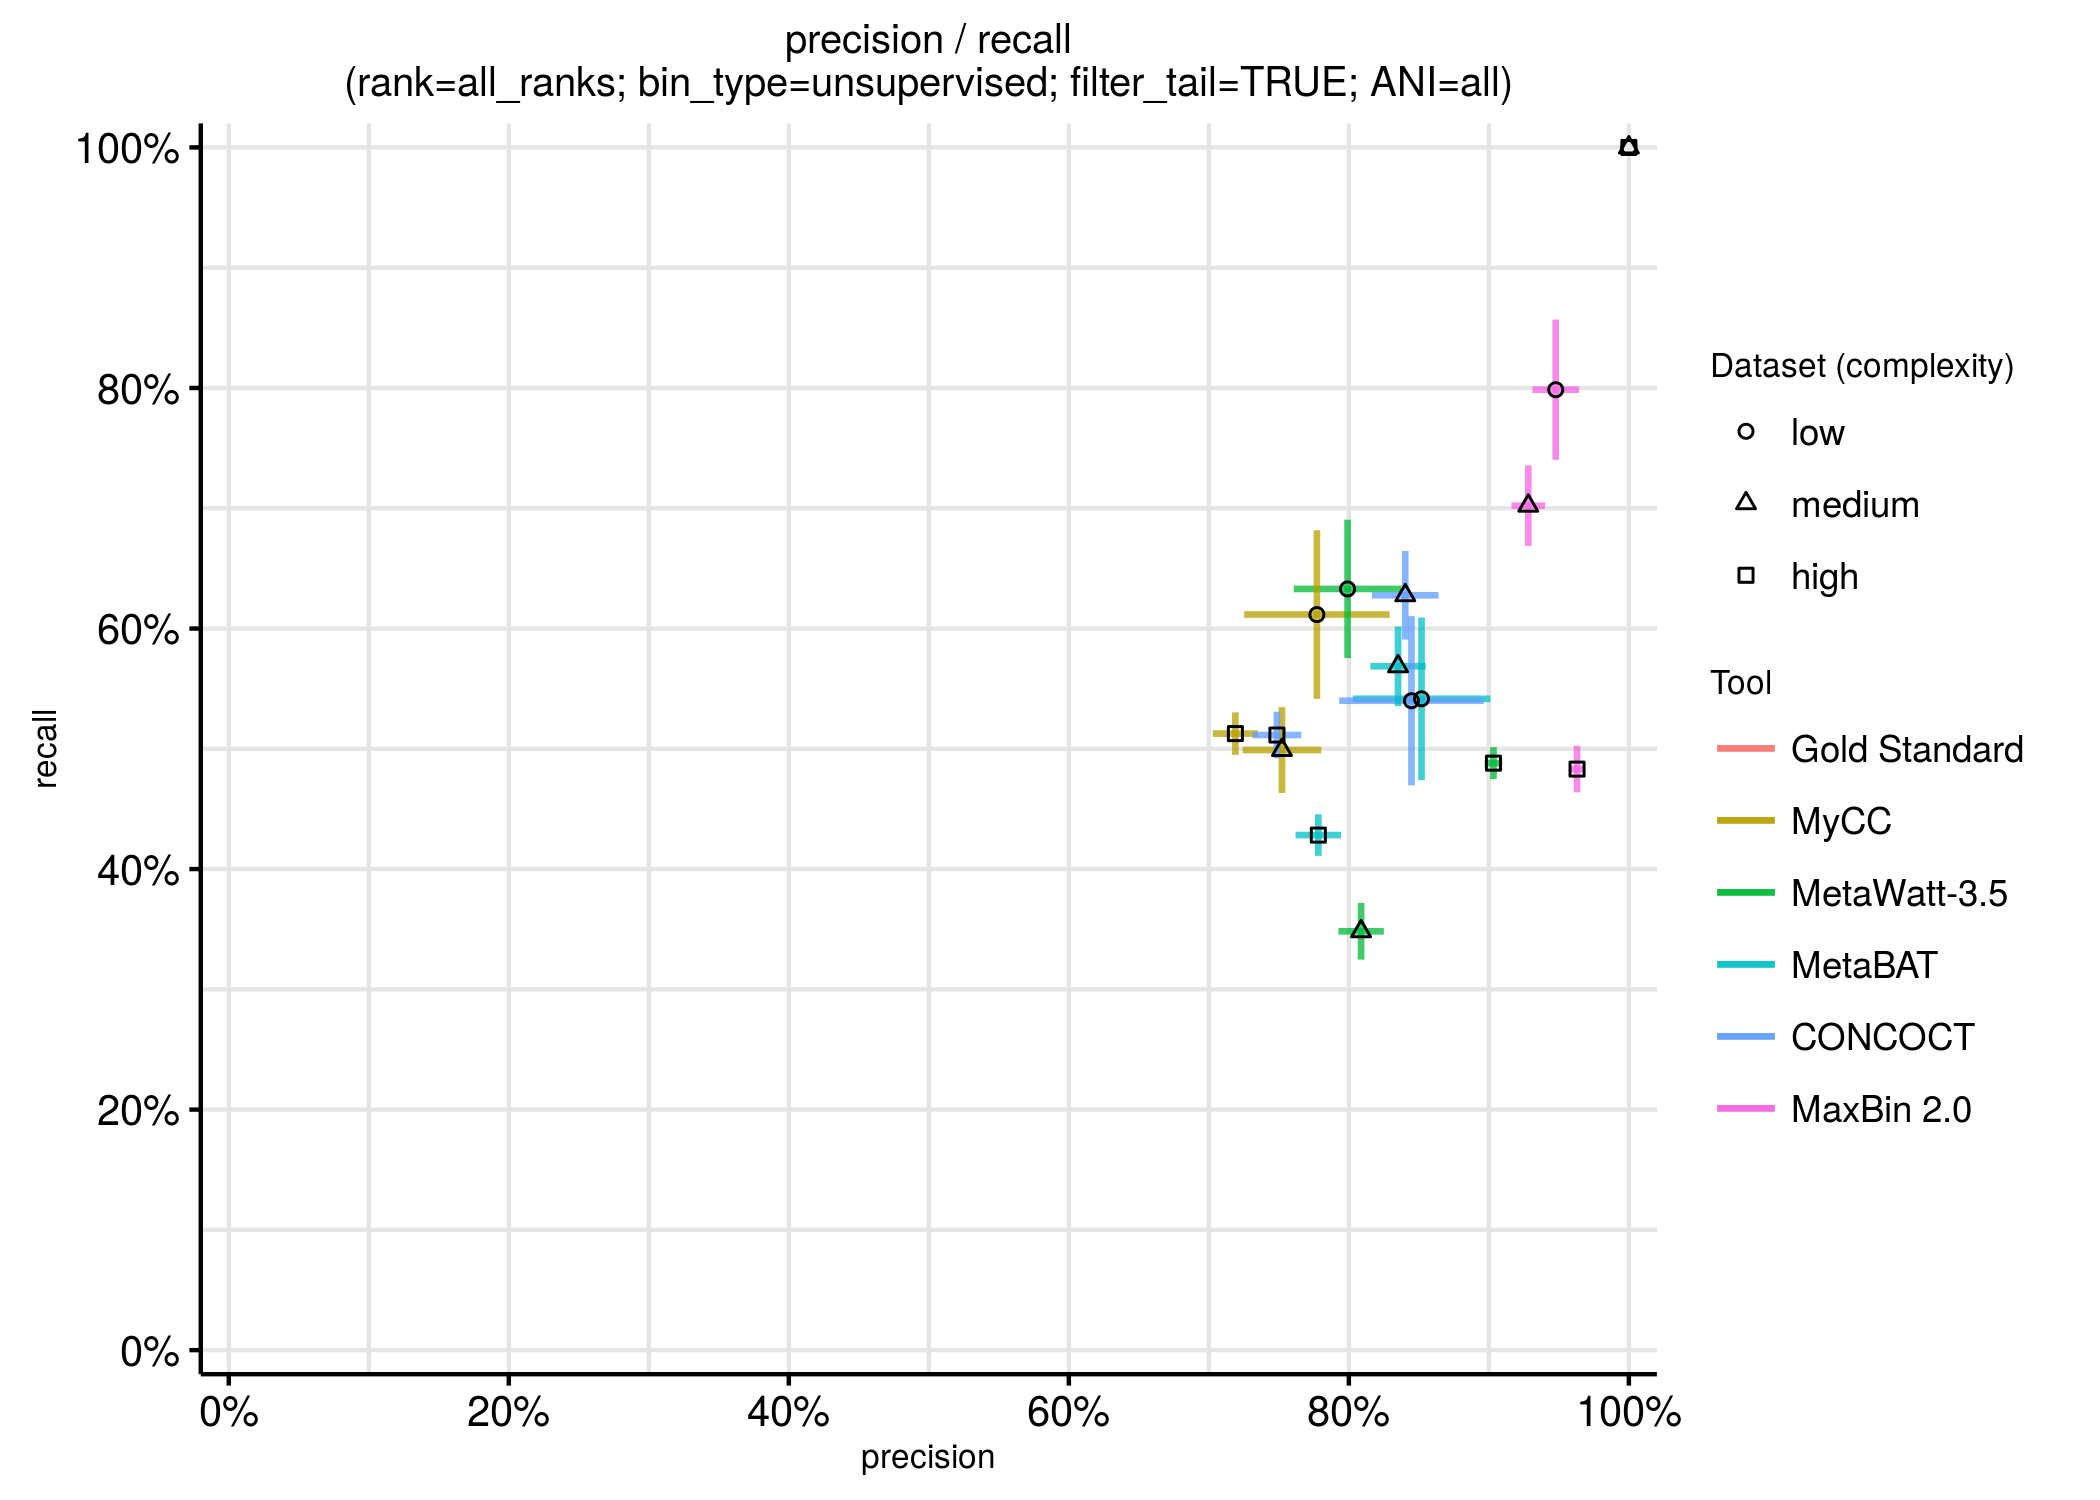 precision / recall
(rank=all_ranks; bin_type=unsupervised; filter_tail=TRUE; ANI=all)
100%
80%
60%
40%
20%
0%
recall
0% 20% 40% 60% 80% 100%
precision
Dataset (complexity)
low
medium
high
Tool
Gold Standard
MyCC
MetaWatt-3.5
MetaBAT
CONCOCT
MaxBin 2.0